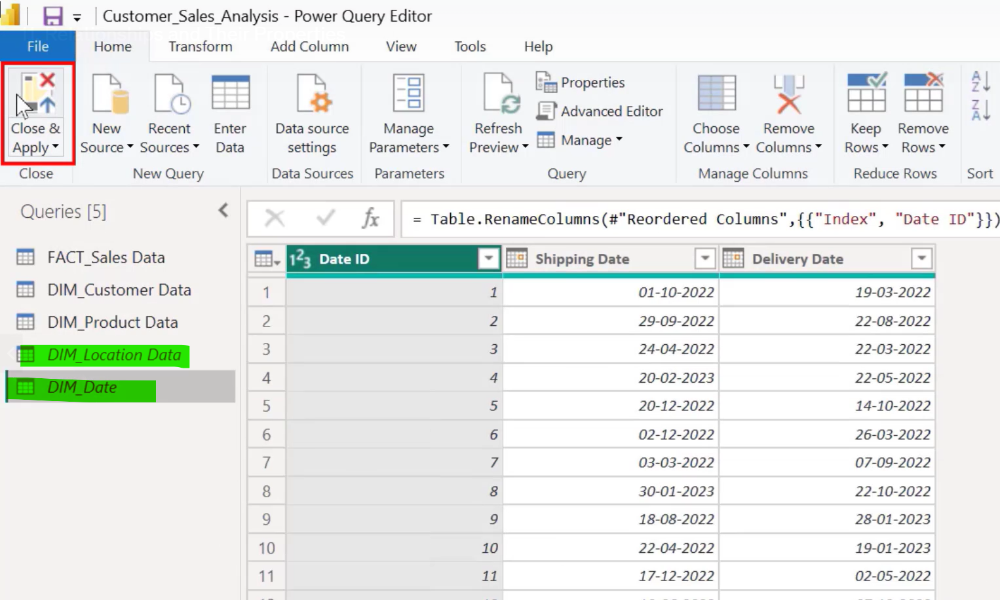 Customer_Sales_Analysis - Power Query Editor
1. Relationships and Their Properties
File Home Transform Add Column View Tools Help
Close & Apply
New Source
Recent Sources
Enter Data
Data source settings
Manage Parameters
Refresh Preview
Properties
Advanced Editor
Manage
Choose Columns
Remove Columns
Keep Rows
Remove Rows
A Z
Z A
Close New Query Data Sources Parameters Query Manage Columns Reduce Rows Sort
Queries [5]
fx = Table.RenameColumns(#"Reordered Columns",{{"Index", "Date ID"}})
FACT_Sales Data
DIM_Customer Data
DIM_Product Data
DIM_Location Data
DIM_Date
123 Date ID Shipping Date Delivery Date
1 1 01-10-2022 19-03-2022
2 2 29-09-2022 22-08-2022
3 3 24-04-2022 22-03-2022
4 4 20-02-2023 22-05-2022
5 5 20-12-2022 14-10-2022
6 6 02-12-2022 26-03-2022
7 7 03-03-2022 07-09-2022
8 8 30-01-2023 22-10-2022
9 9 18-08-2022 28-01-2023
10 10 22-04-2022 19-01-2023
11 11 17-12-2022 02-05-2022